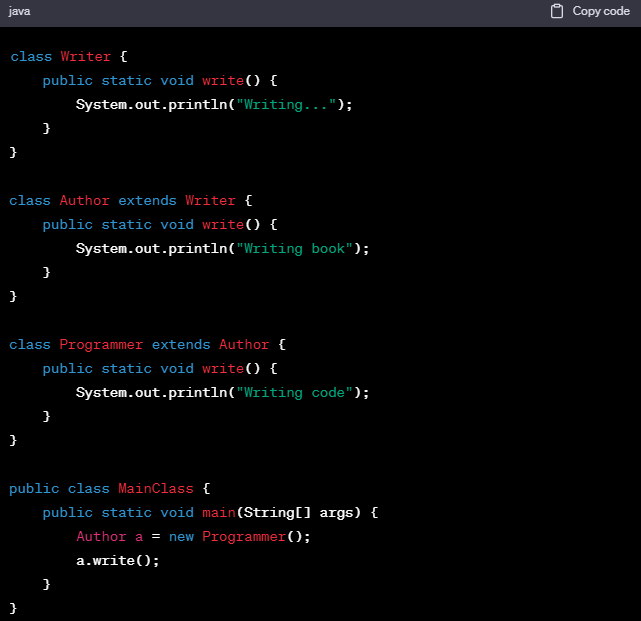 java
Copy code
class Writer {
    public static void write() {
        System.out.println("Writing...");
    }
}
class Author extends Writer {
    public static void write() {
        System.out.println("Writing book");
    }
}
class Programmer extends Author {
    public static void write() {
        System.out.println("Writing code");
    }
}
public class MainClass {
    public static void main(String[] args) {
        Author a = new Programmer();
        a.write();
    }
}